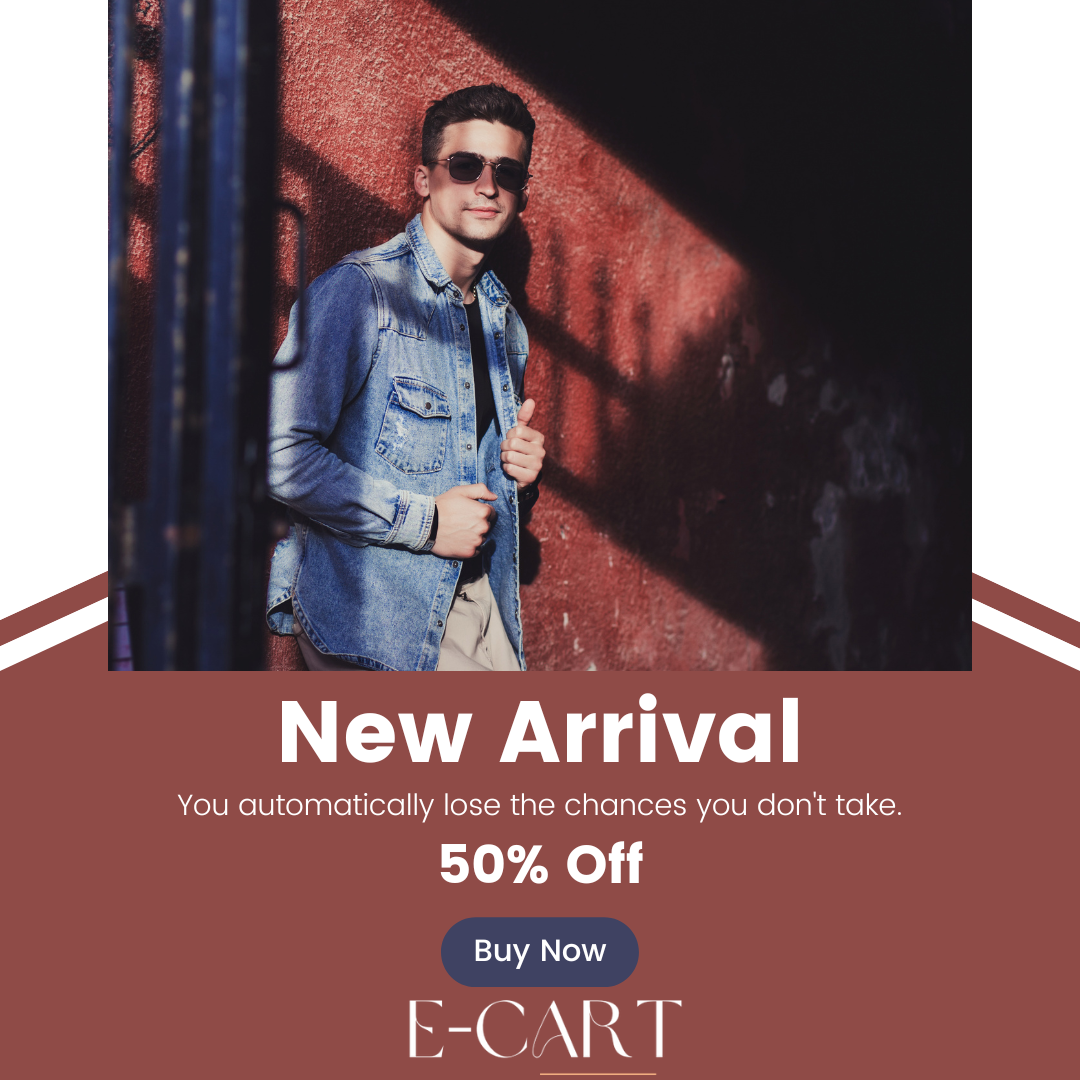 New Arrival
You automatically lose the chances you don't take.
50% Off
Buy Now
E-CART